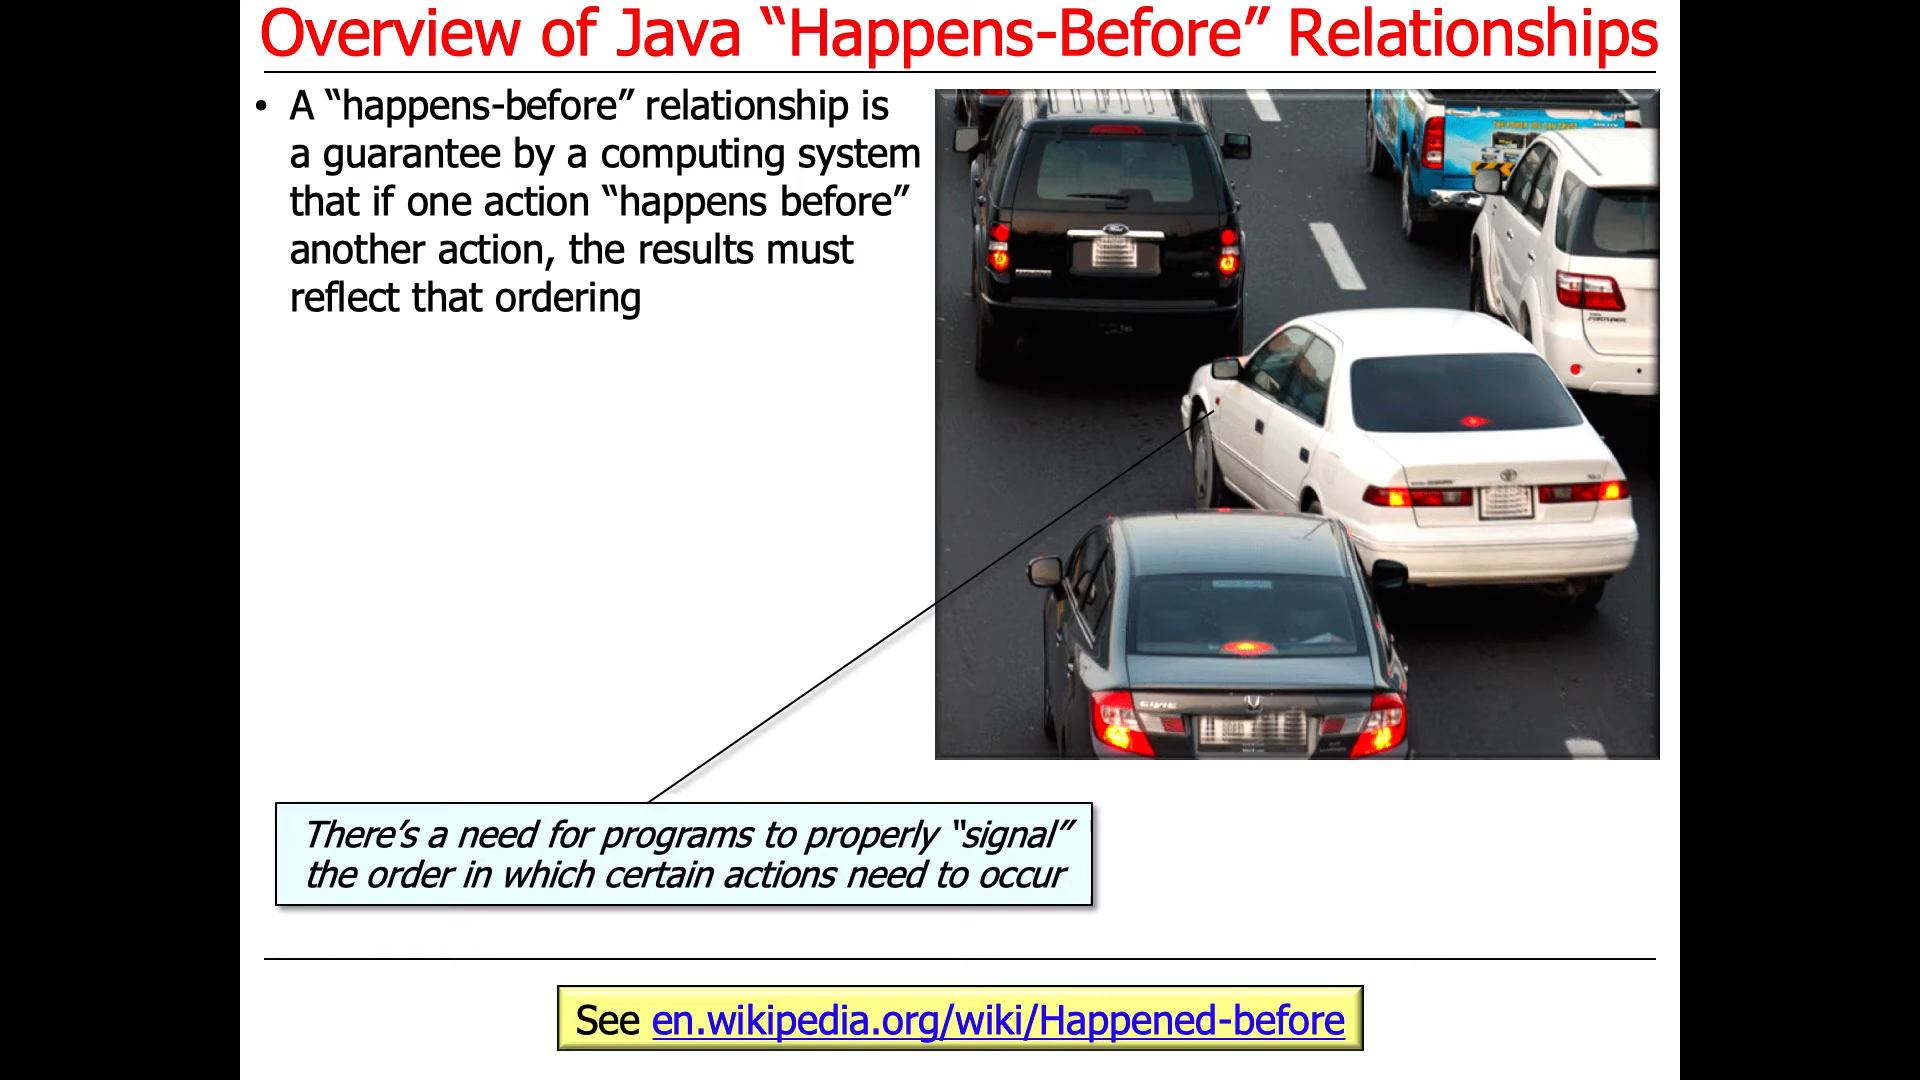 Overview of Java “Happens-Before” Relationships
• A “happens-before” relationship is
a guarantee by a computing system
that if one action “happens before”
another action, the results must
reflect that ordering
CIVIC
There’s a need for programs to properly “signal”
the order in which certain actions need to occur
See en.wikipedia.org/wiki/Happened-before